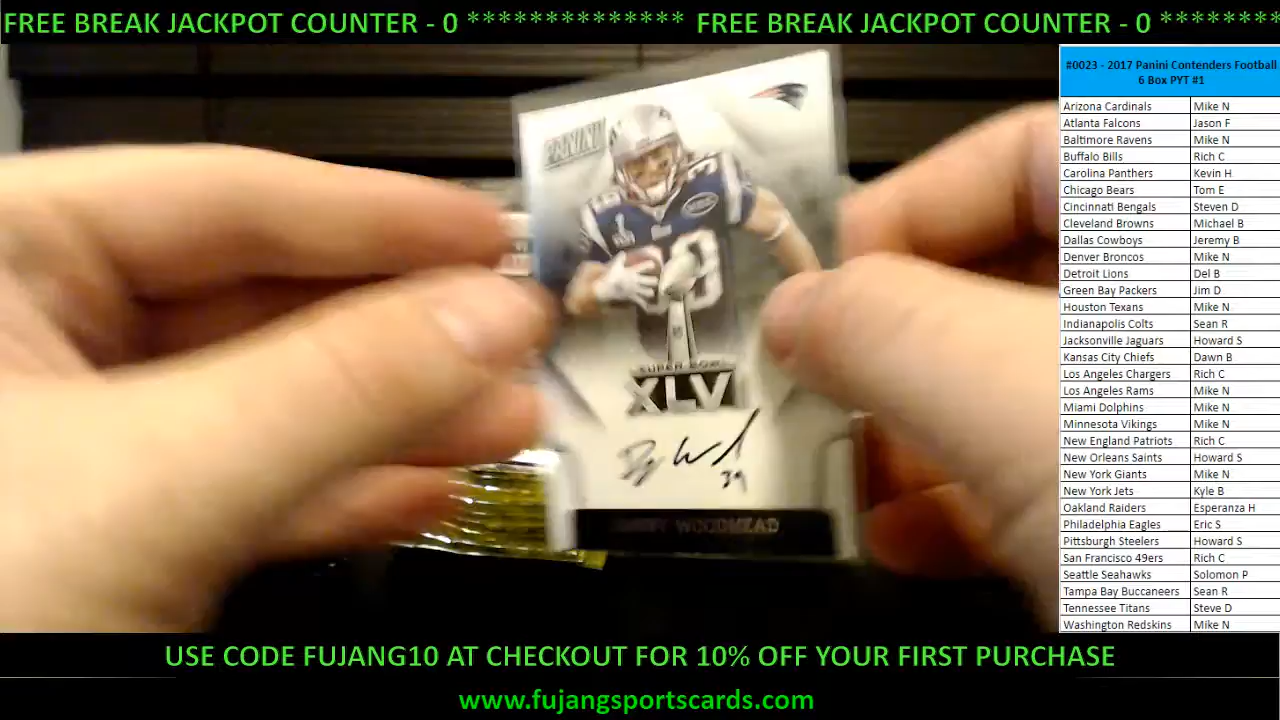 FREE BREAK JACKPOT COUNTER - 0 ************** FREE BREAK JACKPOT COUNTER - 0 ********
#0023 - 2017 Panini Contenders Football
6 Box PYT #1
Arizona Cardinals Mike N
Atlanta Falcons Jason F
Baltimore Ravens Mike N
Buffalo Bills Rich C
Carolina Panthers Kevin H
Chicago Bears Tom E
Cincinnati Bengals Steven D
Cleveland Browns Michael B
Dallas Cowboys Jeremy B
Denver Broncos Mike N
Detroit Lions Del B
Green Bay Packers Jim D
Houston Texans Mike N
Indianapolis Colts Sean R
Jacksonville Jaguars Howard S
Kansas City Chiefs Dawn B
Los Angeles Chargers Rich C
Los Angeles Rams Mike N
Miami Dolphins Mike N
Minnesota Vikings Mike N
New England Patriots Rich C
New Orleans Saints Howard S
New York Giants Mike N
New York Jets Kyle B
Oakland Raiders Esperanza H
Philadelphia Eagles Eric S
Pittsburgh Steelers Howard S
San Francisco 49ers Rich C
Seattle Seahawks Solomon P
Tampa Bay Buccaneers Sean R
Tennessee Titans Steve D
Washington Redskins Mike N
PANINI
39
SUPER BOWL
XLV
39
DANNY WOODHEAD
USE CODE FUJANG10 AT CHECKOUT FOR 10% OFF YOUR FIRST PURCHASE
www.fujangsportscards.com